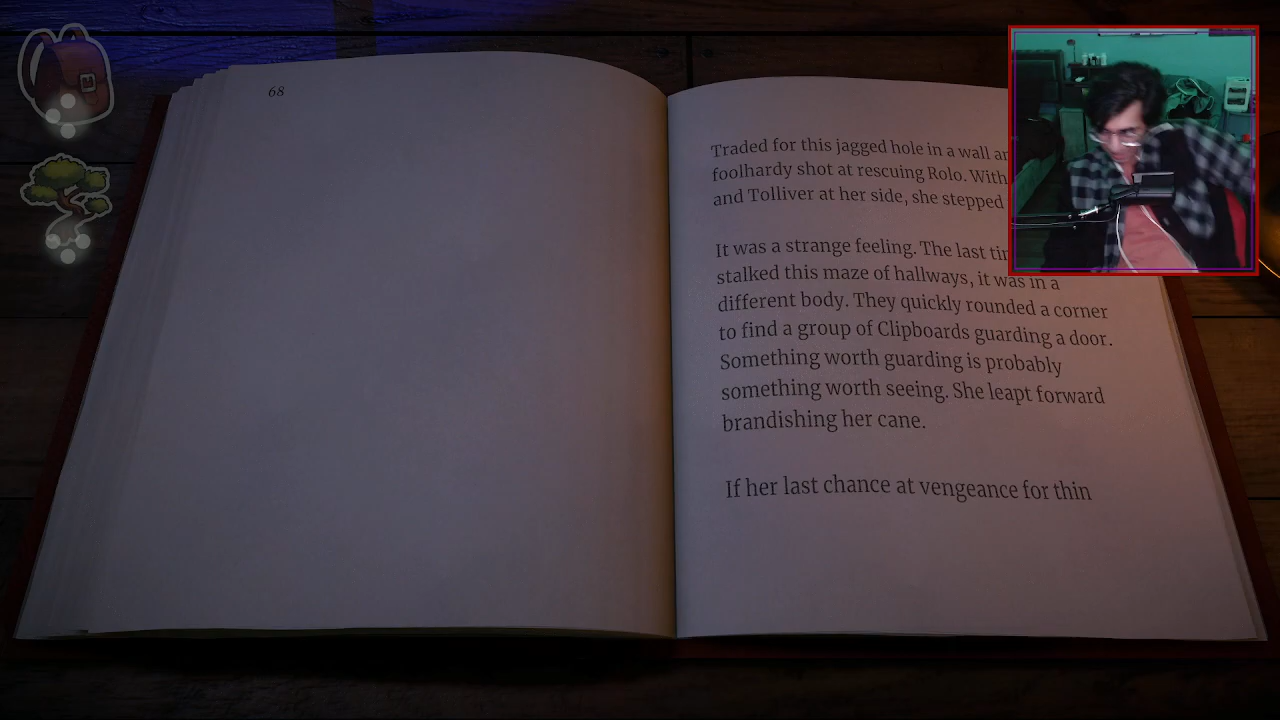 68
Traded for this jagged hole in a wall
foolhardy shot at rescuing Rolo. With
and Tolliver at her side, she stepped
It was a strange feeling. The last
stalked this maze of hallways, it was in a
different body. They quickly rounded a corner
to find a group of Clipboards guarding a door.
Something worth guarding is probably
something worth seeing. She leapt forward
brandishing her cane.
If her last chance at vengeance for thin